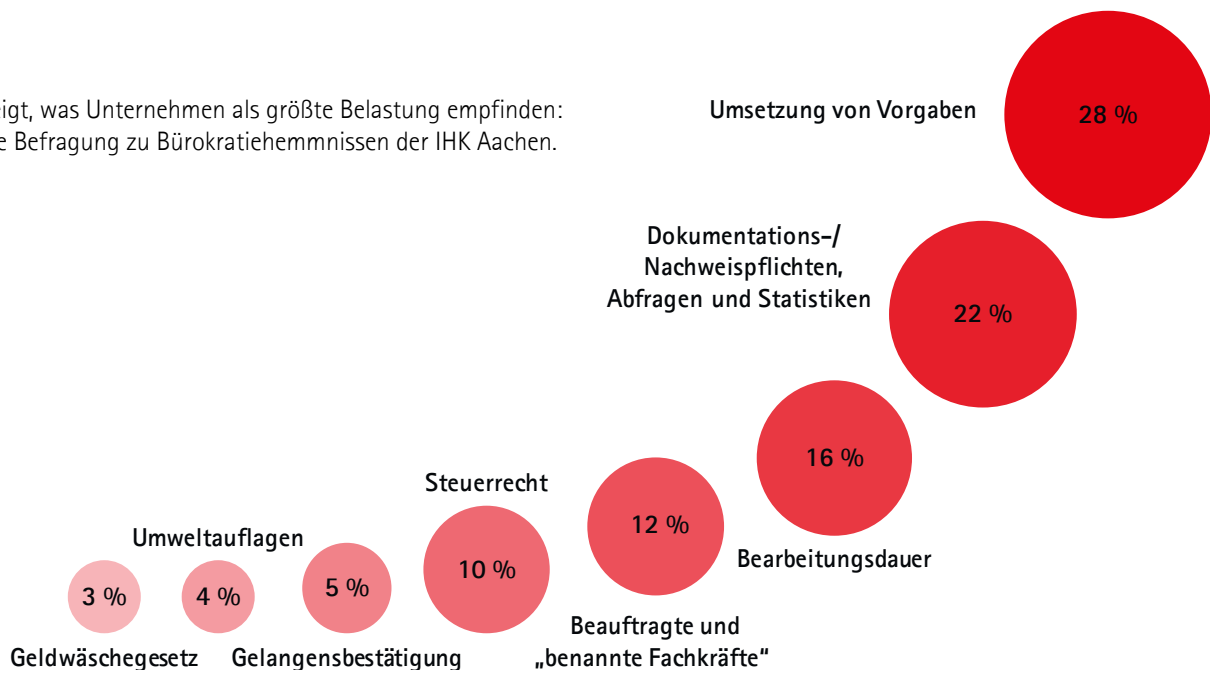 eigt, was Unternehmen als größte Belastung empfinden:
e Befragung zu Bürokratiehemmnissen der IHK Aachen.
Umsetzung von Vorgaben
28 %
Dokumentations-/
Nachweispflichten,
Abfragen und Statistiken
22 %
16 %
Bearbeitungsdauer
12 %
Beauftragte und
„benannte Fachkräfte“
Steuerrecht
10 %
5 %
Gelangensbestätigung
Umweltauflagen
4 %
3 %
Geldwäschegesetz